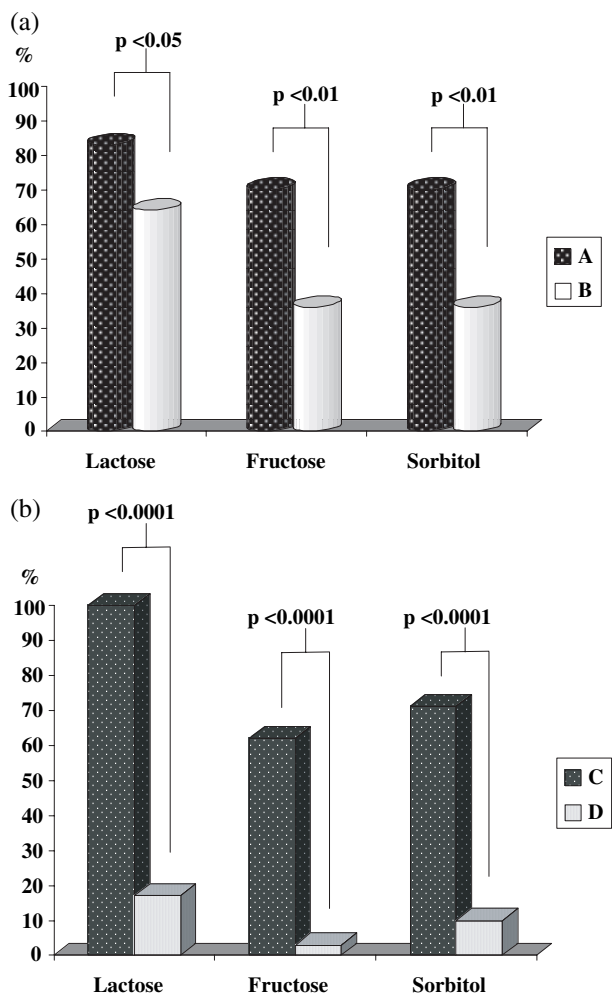 (a)
%
p <0.05
p <0.01
p <0.01
100
90
80
70
60
50
40
30
20
10
0
A
B
Lactose
Fructose
Sorbitol
(b)
%
p <0.0001
p <0.0001
p <0.0001
100
90
80
70
60
50
40
30
20
10
0
C
D
Lactose
Fructose
Sorbitol